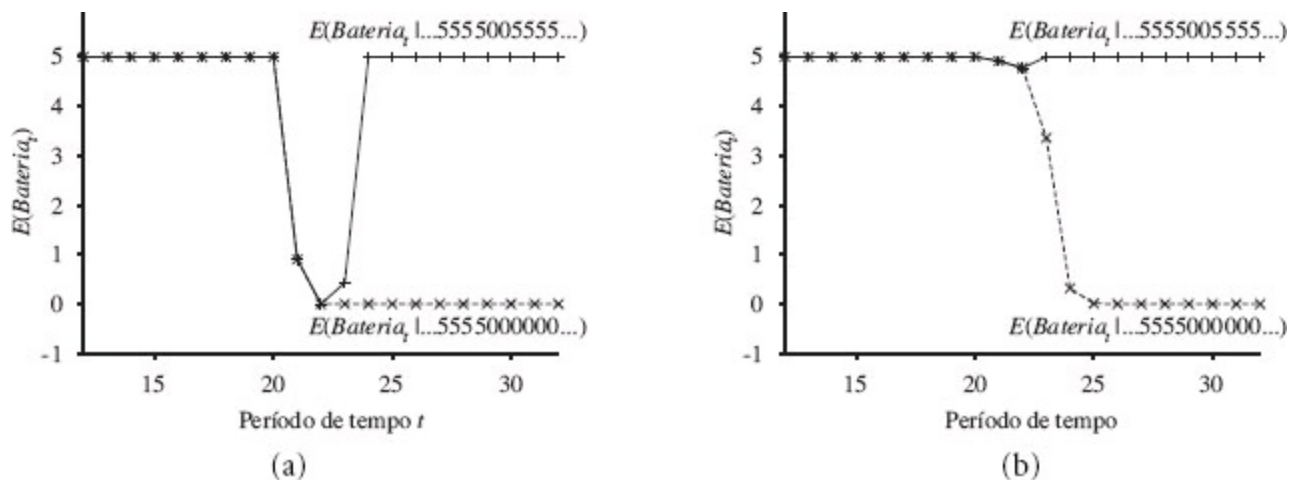 E(Bateria_t |...5555005555...)
5
4
3
2
1
0
-1
E(Bateria_t)
E(Bateria_t |...5555000000...)
15 20 25 30
Período de tempo t
(a)
E(Bateria_t |...5555005555...)
5
4
3
2
1
0
-1
E(Bateria_t)
E(Bateria_t |...5555000000...)
15 20 25 30
Período de tempo
(b)